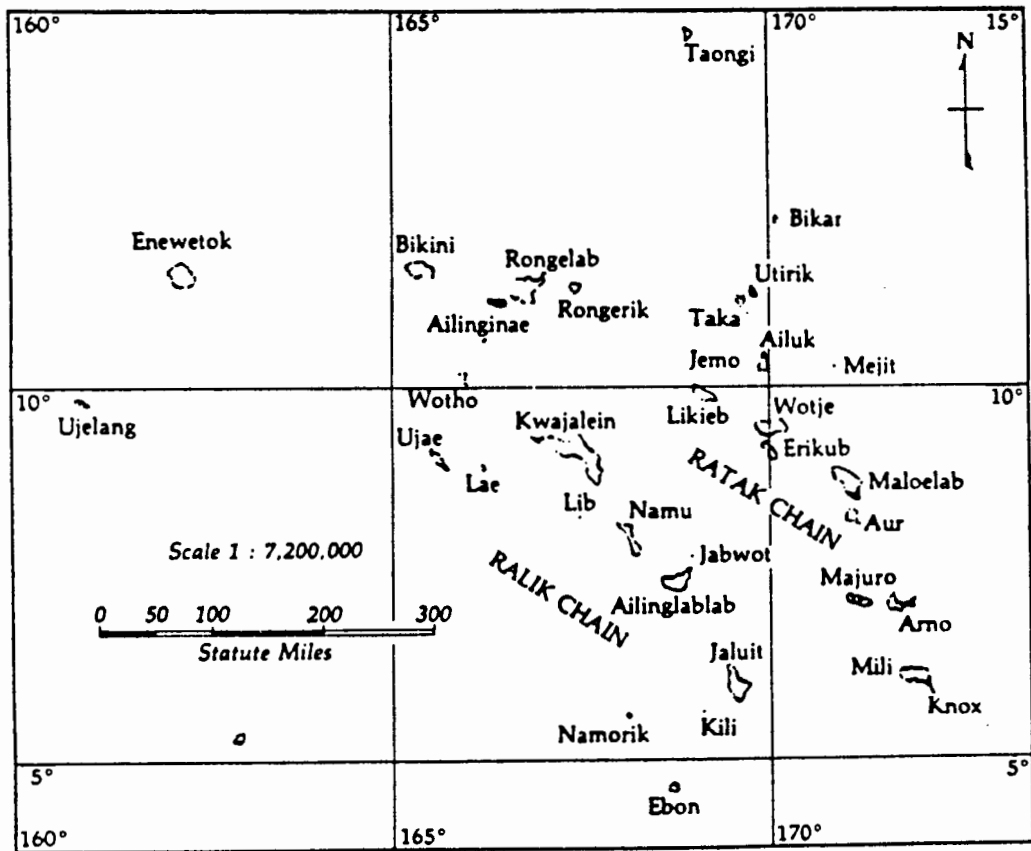 160°
165°
170°
15°
Taongi
N
Bikar
Enewetok
Bikini
Rongelab
Utirik
Ailinginae
Rongerik
Taka
Ailuk
Jemo
Mejit
10°
Wotho
10°
Ujelang
Likieb
Wotje
Kwajalein
Ujae
Erikub
Lae
RATAK CHAIN
Maloelab
Lib
Namu
Aur
Scale 1 : 7,200,000
Jabwot
RALIK CHAIN
Majuro
0 50 100 200 300
Ailinglablab
Arno
Statute Miles
Jaluit
Mili
Knox
Namorik
Kili
5°
5°
Ebon
160°
165°
170°